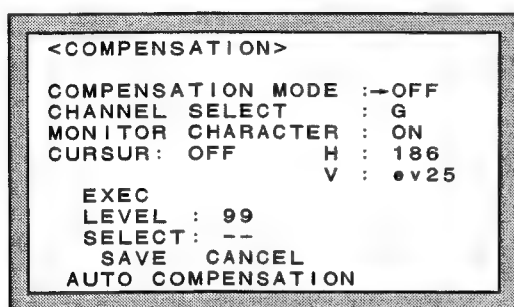 <COMPENSATION>
COMPENSATION MODE :→OFF
CHANNEL SELECT : G
MONITOR CHARACTER : ON
CURSUR: OFF H : 186
V : ev25
EXEC
LEVEL : 99
SELECT: --
SAVE CANCEL
AUTO COMPENSATION